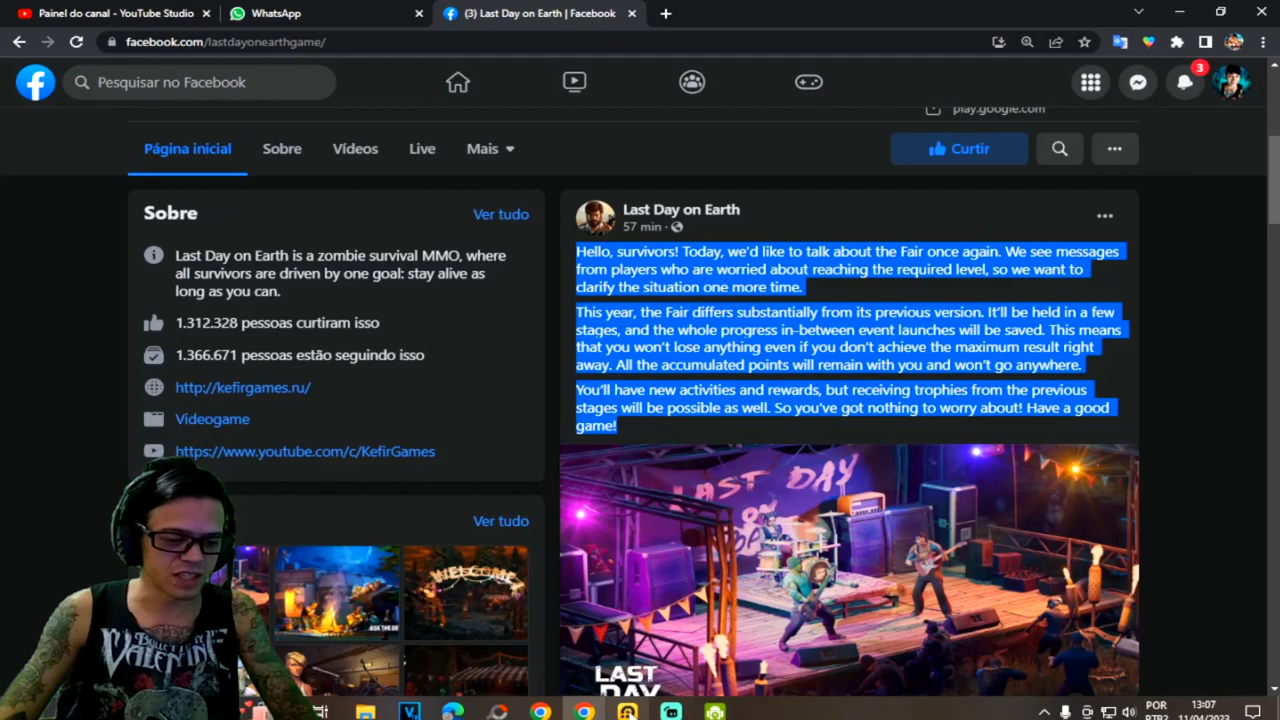 Painel do canal - YouTube Studio
WhatsApp
(3) Last Day on Earth | Facebook
facebook.com/lastdayonearthgame/
Pesquisar no Facebook
3
play.google.com
Página inicial
Sobre
Vídeos
Live
Mais
Curtir
Sobre
Ver tudo
Last Day on Earth is a zombie survival MMO, where
all survivors are driven by one goal: stay alive as
long as you can.
1.312.328 pessoas curtiram isso
1.366.671 pessoas estão seguindo isso
http://kefirgames.ru/
Videogame
https://www.youtube.com/c/KefirGames
Ver tudo
WELCOME
Last Day on Earth
57 min
Hello, survivors! Today, we'd like to talk about the Fair once again. We see messages
from players who are worried about reaching the required level, so we want to
clarify the situation one more time.
This year, the Fair differs substantially from its previous version. It'll be held in a few
stages, and the whole progress in-between event launches will be saved. This means
that you won't lose anything even if you don't achieve the maximum result right
away. All the accumulated points will remain with you and won't go anywhere.
You'll have new activities and rewards, but receiving trophies from the previous
stages will be possible as well. So you've got nothing to worry about! Have a good
game!
LAST DAY
LAST
DAY
BULLET
VALENTINE
POR
PTB2
13:07
11/04/2023